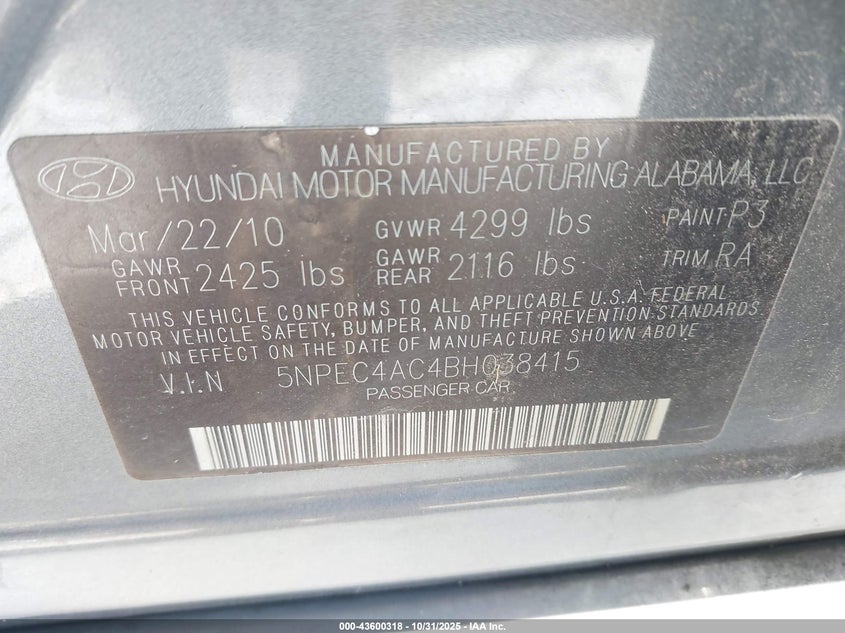 MANUFACTURED BY
HYUNDAI MOTOR MANUFACTURING ALABAMA, LLC
Mar/22/10 GVWR 4299 lbs PAINT P3
GAWR FRONT 2425 lbs GAWR REAR 2116 lbs TRIM RA
THIS VEHICLE CONFORMS TO ALL APPLICABLE U.S.A. FEDERAL
MOTOR VEHICLE SAFETY, BUMPER, AND THEFT PREVENTION STANDARDS
IN EFFECT ON THE DATE OF MANUFACTURE SHOWN ABOVE
V.I.N 5NPEC4AC4BH038415
PASSENGER CAR
000-43600318 - 10/31/2025 - IAA Inc.